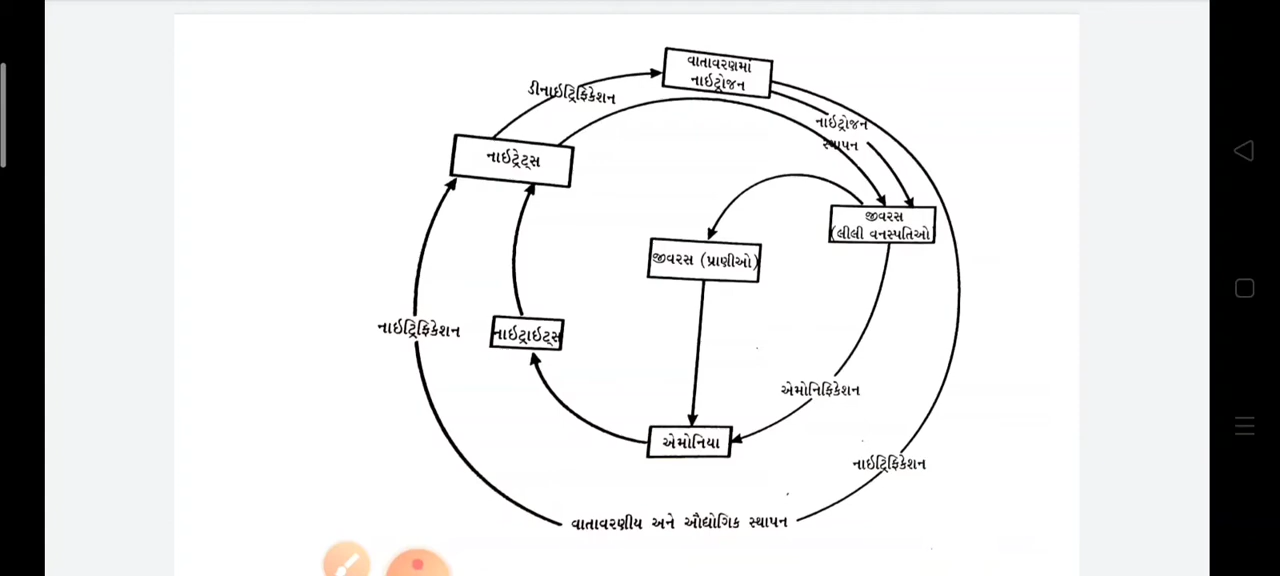 વાતાવરણમાં
નાઇટ્રોજન
ડીનાઇટ્રિફિકેશન
નાઇટ્રોજન
સ્થાપન
નાઇટ્રેટ્સ
જીવરસ
(લીલી વનસ્પતિઓ)
જીવરસ (પ્રાણીઓ)
નાઇટ્રિફિકેશન
નાઇટ્રાઇટ્સ
એમોનિફિકેશન
એમોનિયા
નાઇટ્રિફિકેશન
વાતાવરણીય અને ઔદ્યોગિક સ્થાપન